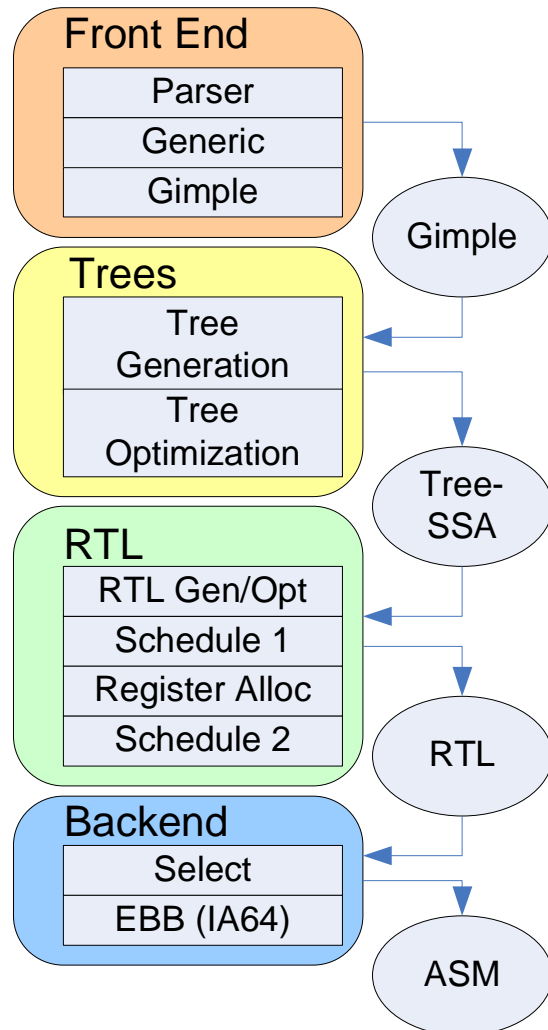 Front End
Parser
Generic
Gimple
Gimple
Trees
Tree
Generation
Tree
Optimization
Tree-
SSA
RTL
RTL Gen/Opt
Schedule 1
Register Alloc
Schedule 2
RTL
Backend
Select
EBB (IA64)
ASM